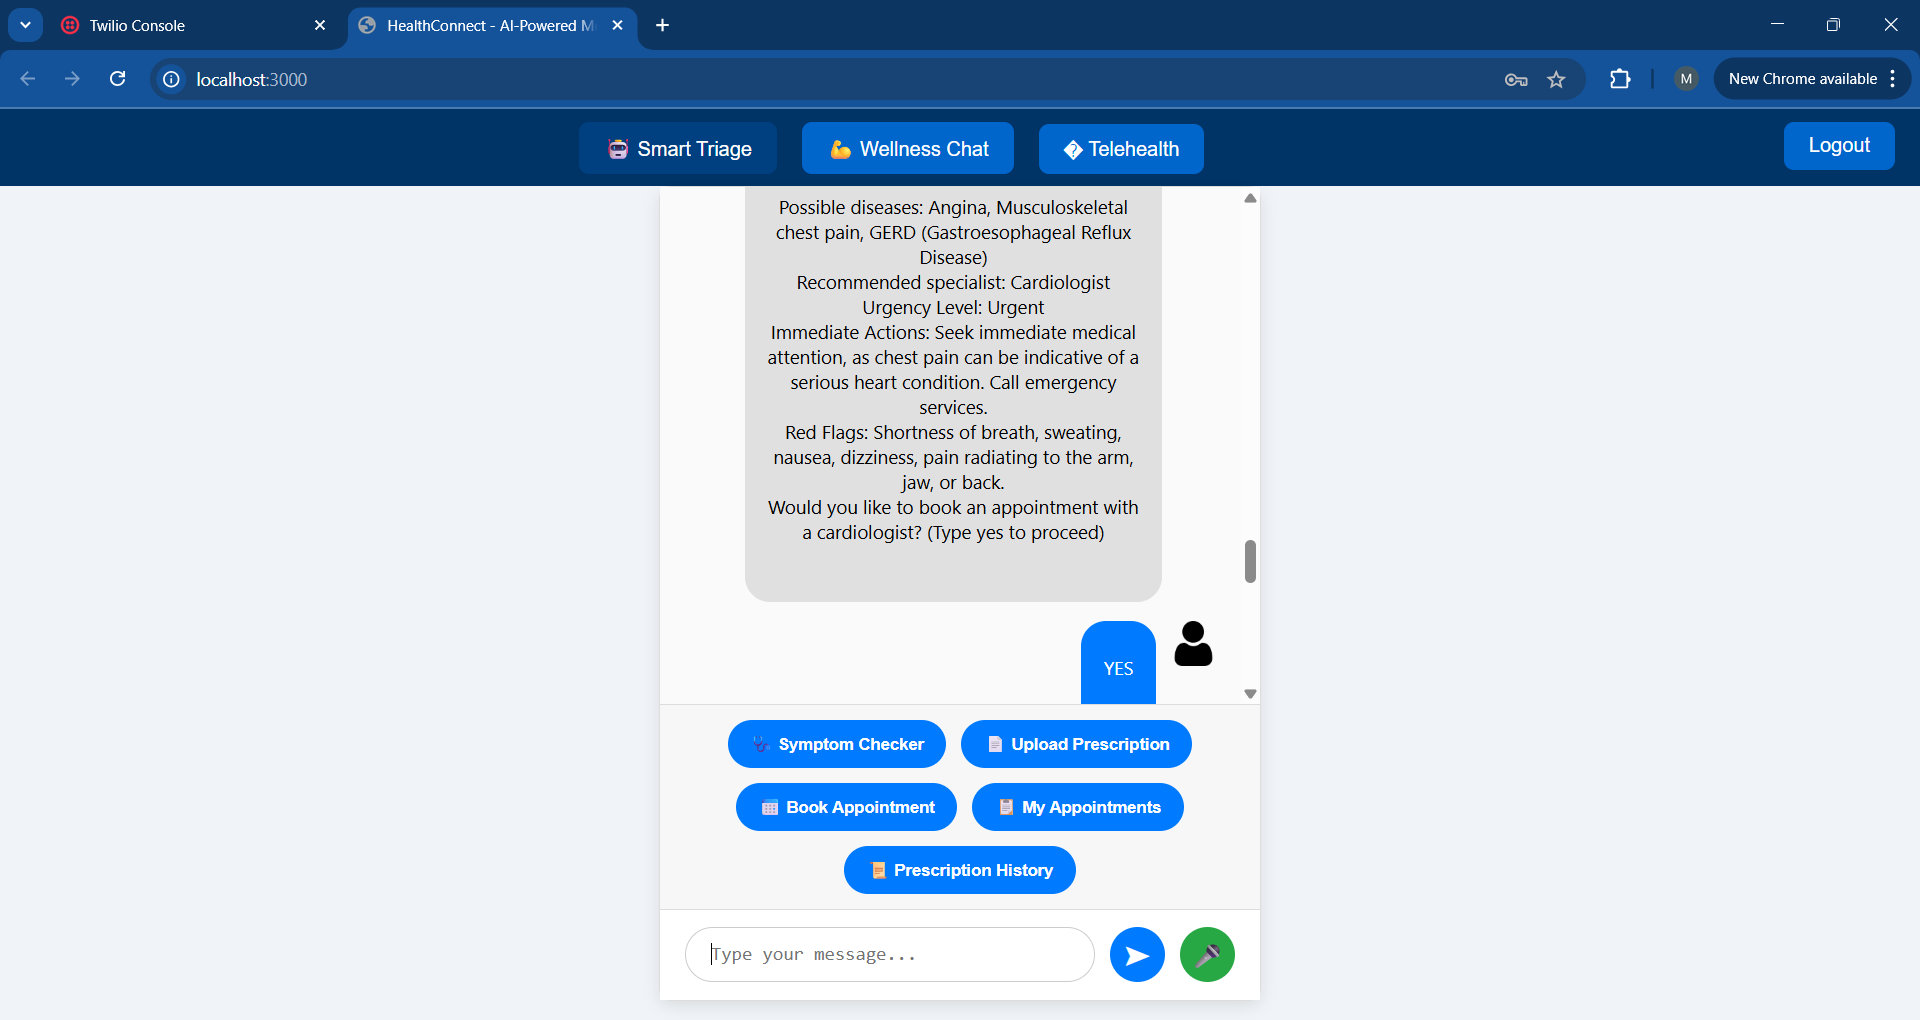 Twilio Console
HealthConnect - AI-Powered M
localhost:3000
M
New Chrome available
Smart Triage
Wellness Chat
� Telehealth
Logout
Possible diseases: Angina, Musculoskeletal
chest pain, GERD (Gastroesophageal Reflux
Disease)
Recommended specialist: Cardiologist
Urgency Level: Urgent
Immediate Actions: Seek immediate medical
attention, as chest pain can be indicative of a
serious heart condition. Call emergency
services.
Red Flags: Shortness of breath, sweating,
nausea, dizziness, pain radiating to the arm,
jaw, or back.
Would you like to book an appointment with
a cardiologist? (Type yes to proceed)
YES
Symptom Checker
Upload Prescription
Book Appointment
My Appointments
Prescription History
Type your message...